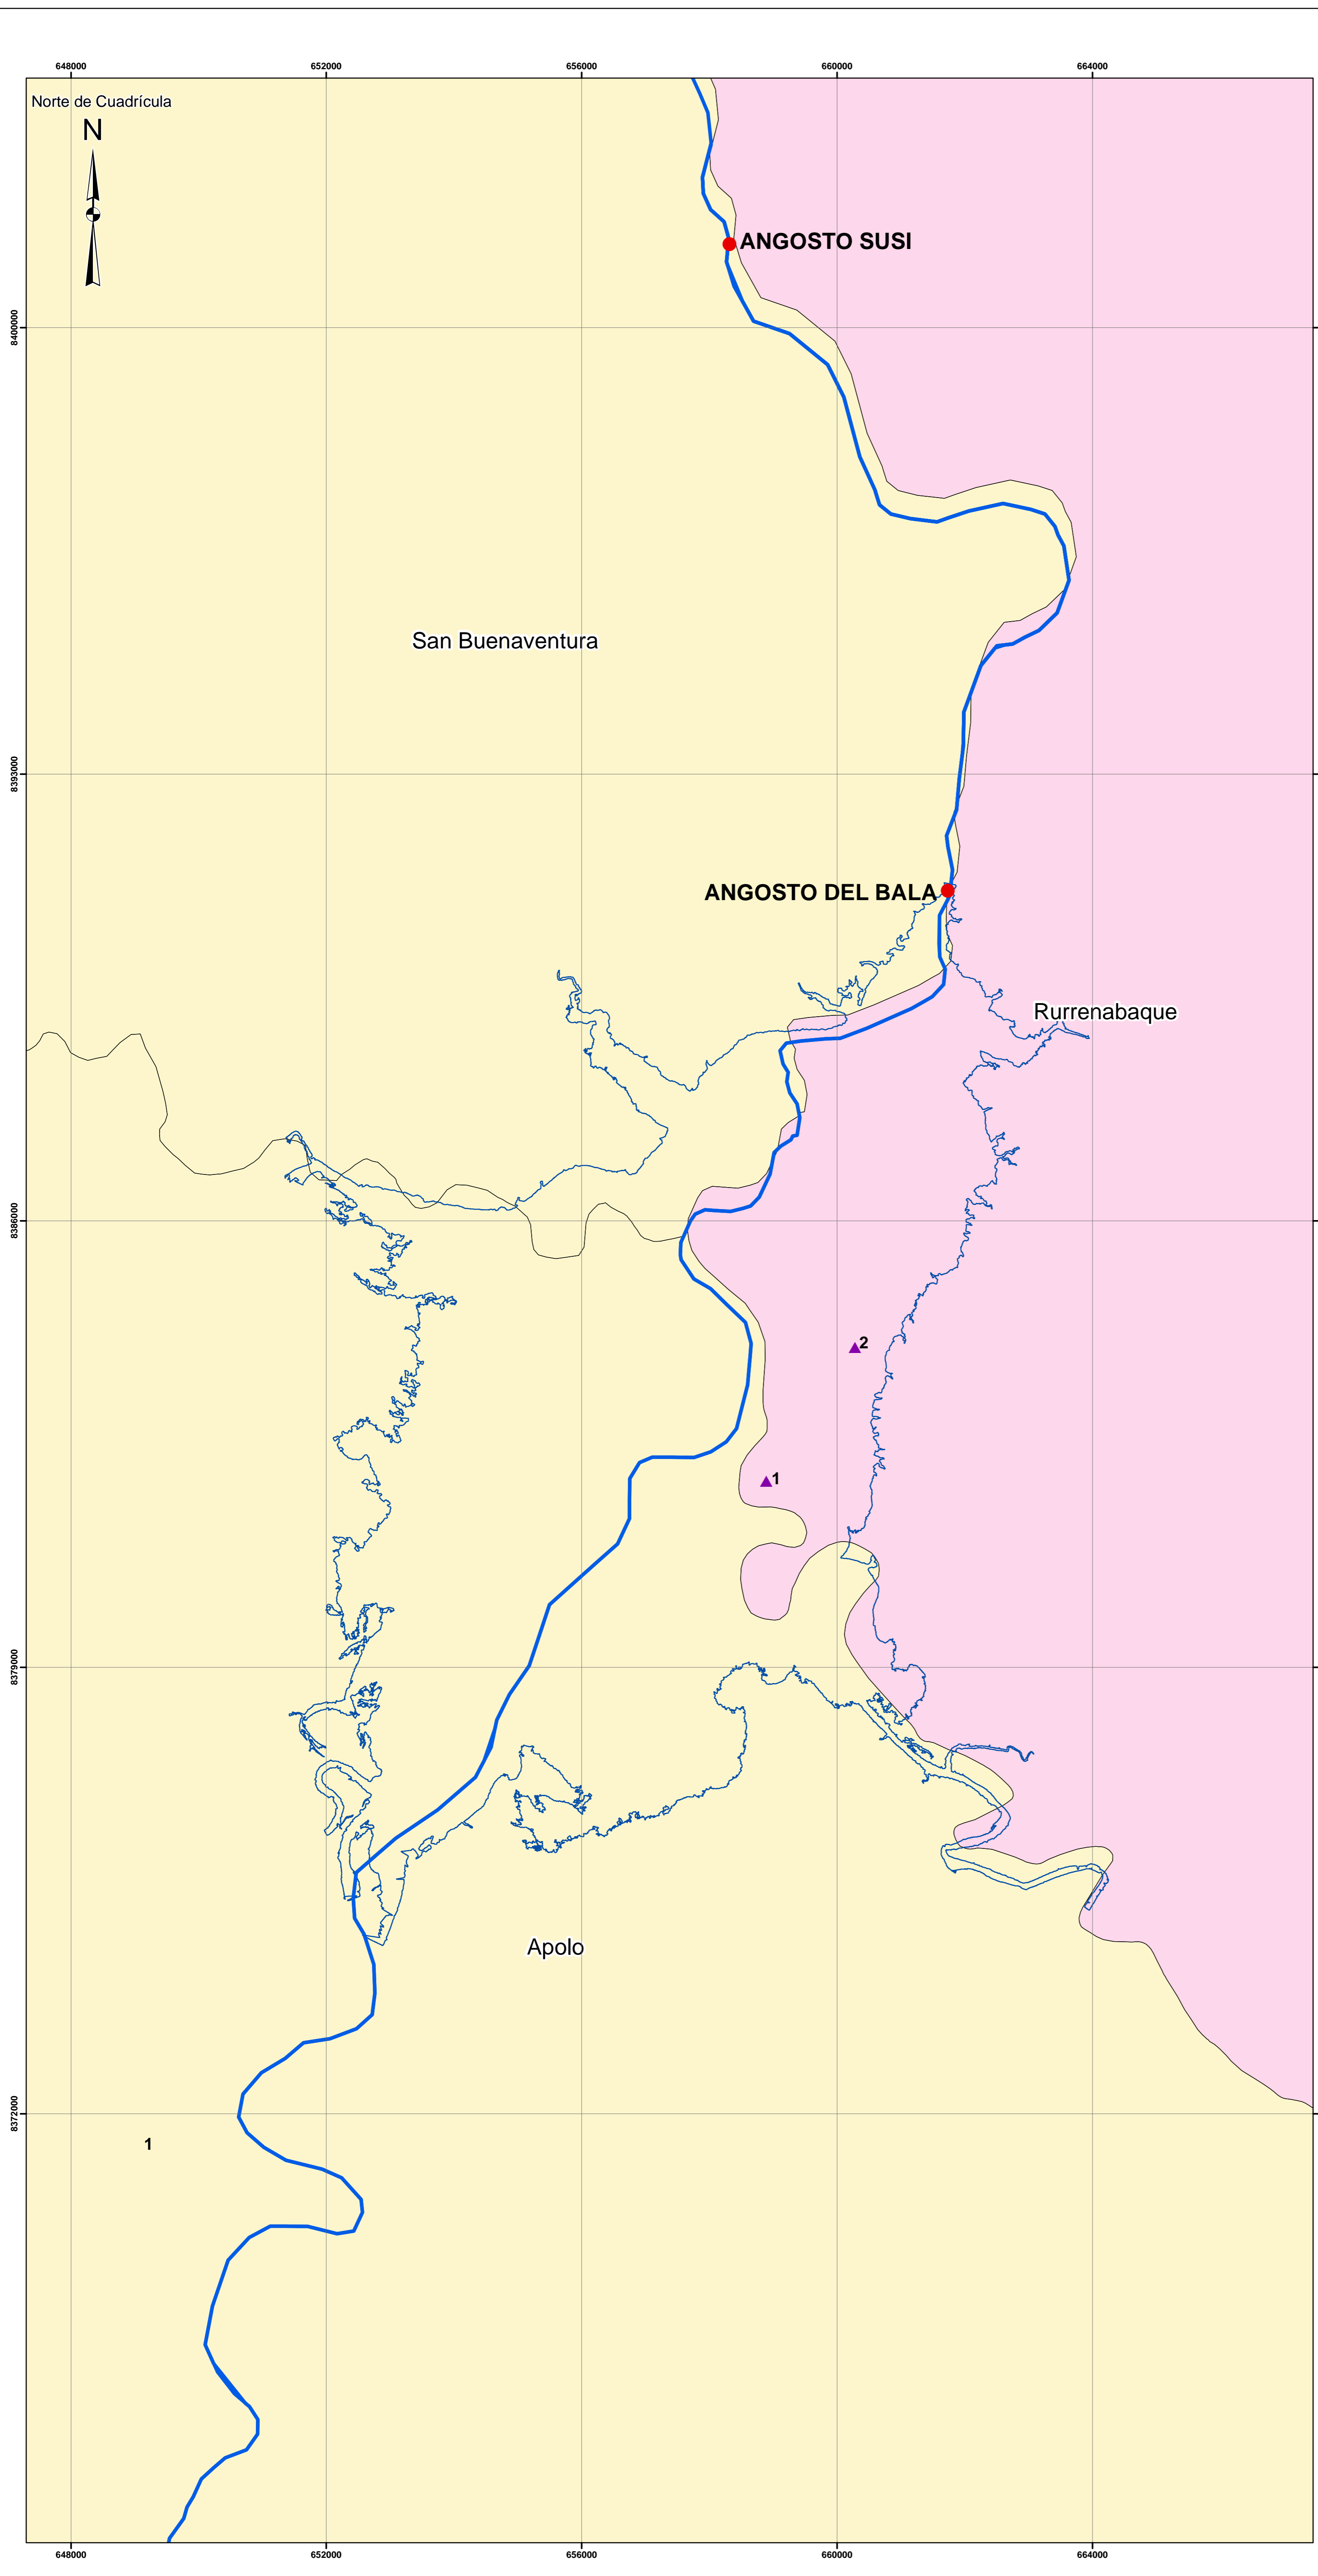 648000 652000 656000 660000 664000
Norte de Cuadrícula
N
ANGOSTO SUSI
8400000
San Buenaventura
8393000
ANGOSTO DEL BALA
Rurrenabaque
8386000
2
1
8379000
Apolo
8372000
1
648000 652000 656000 660000 664000